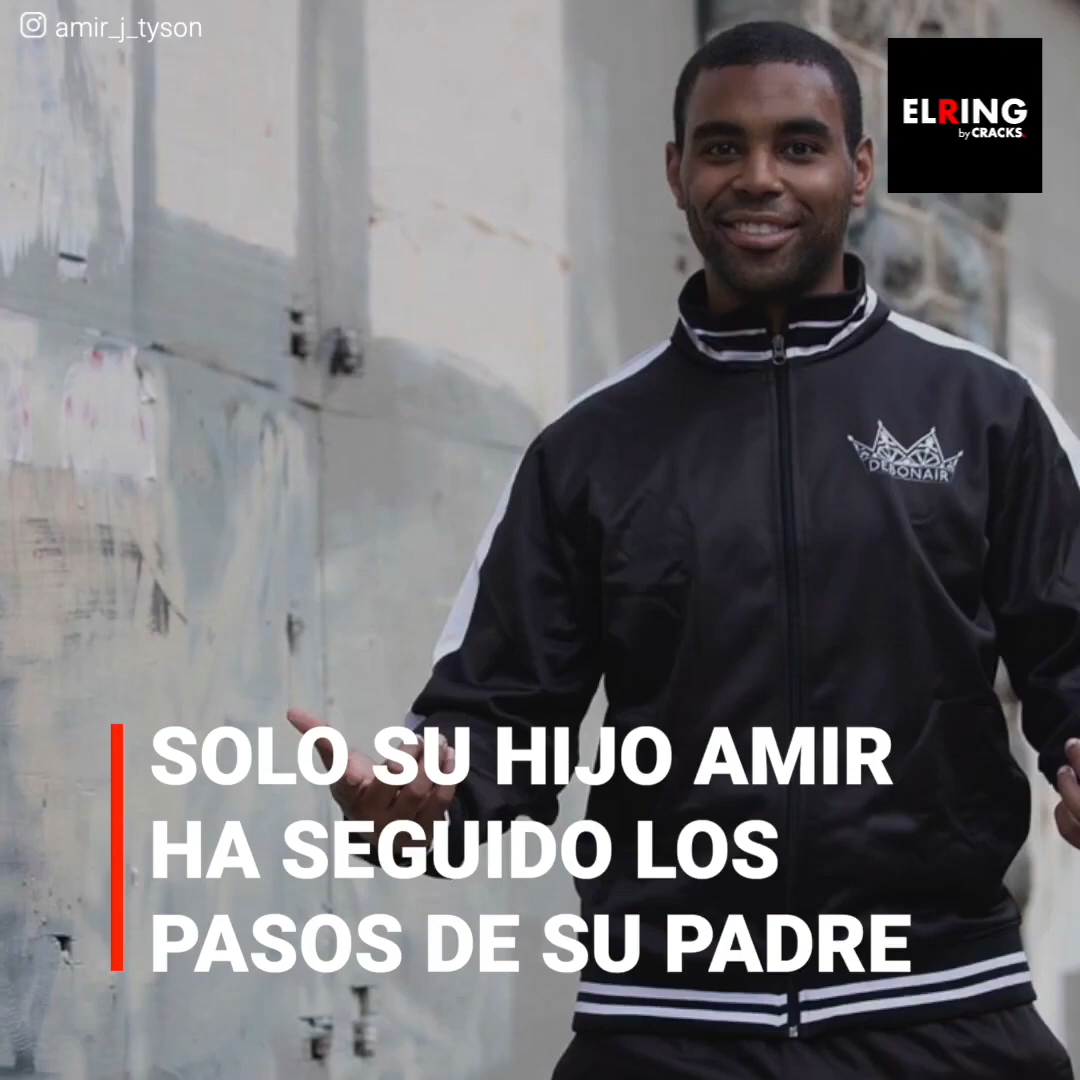 amir_j_tyson
ELRING
by CRACKS.
DEBONAIR
SOLO SU HIJO AMIR
HA SEGUIDO LOS
PASOS DE SU PADRE